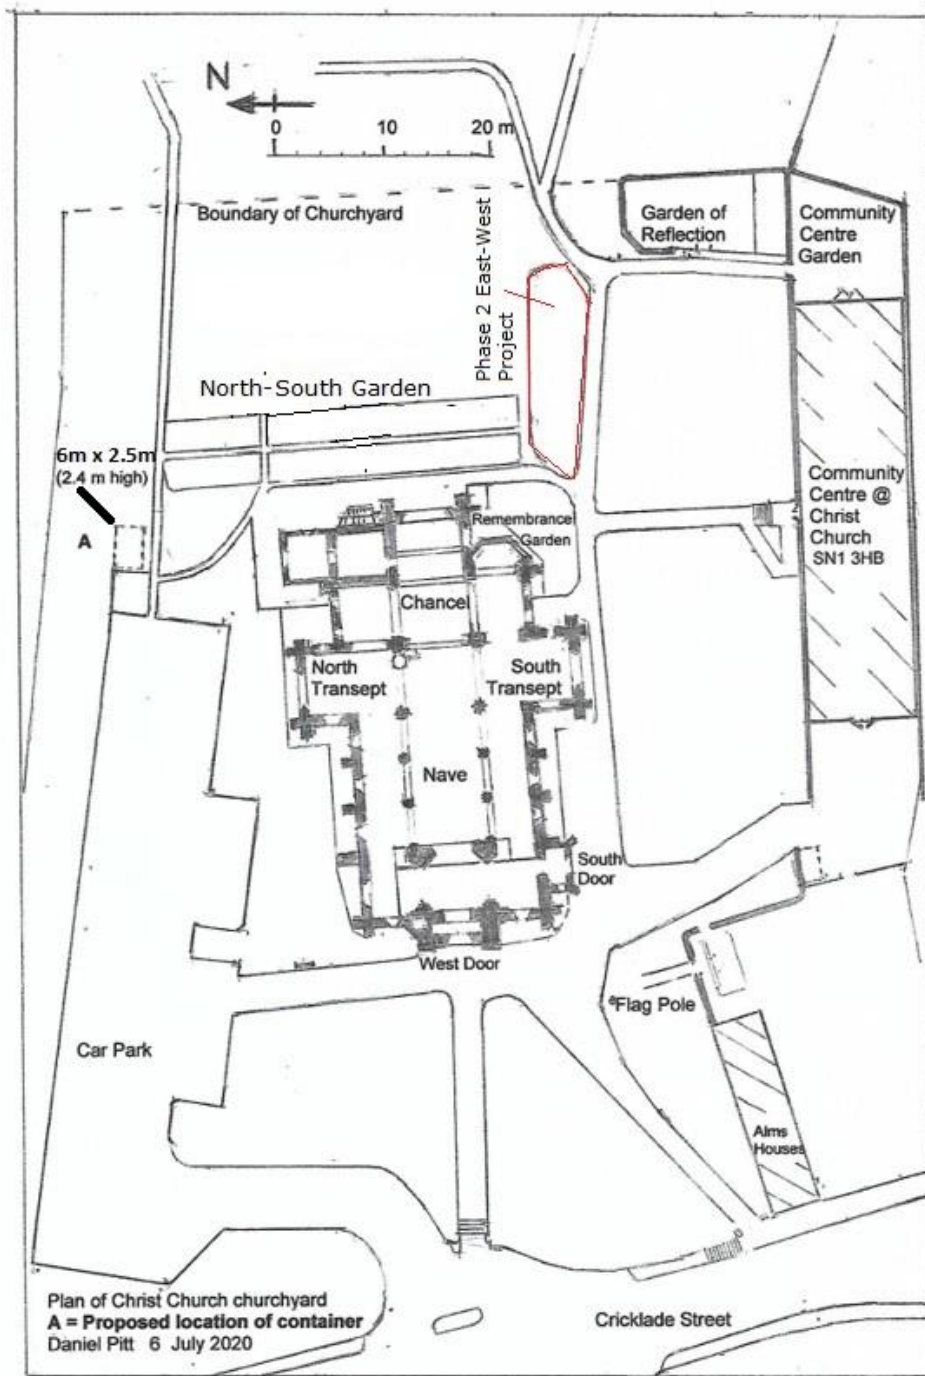 N
0 10 20 m
Boundary of Churchyard
Garden of
Reflection
Community
Centre
Garden
Phase 2 East-West
Project
North-South Garden
6m x 2.5m
(2.4 m high)
A
Remembrance
Garden
Community
Centre @
Christ
Church
SN1 3HB
Chancel
North
Transept
South
Transept
Nave
South
Door
West Door
Flag Pole
Car Park
Alms
Houses
Plan of Christ Church churchyard
A = Proposed location of container
Daniel Pitt 6 July 2020
Cricklade Street